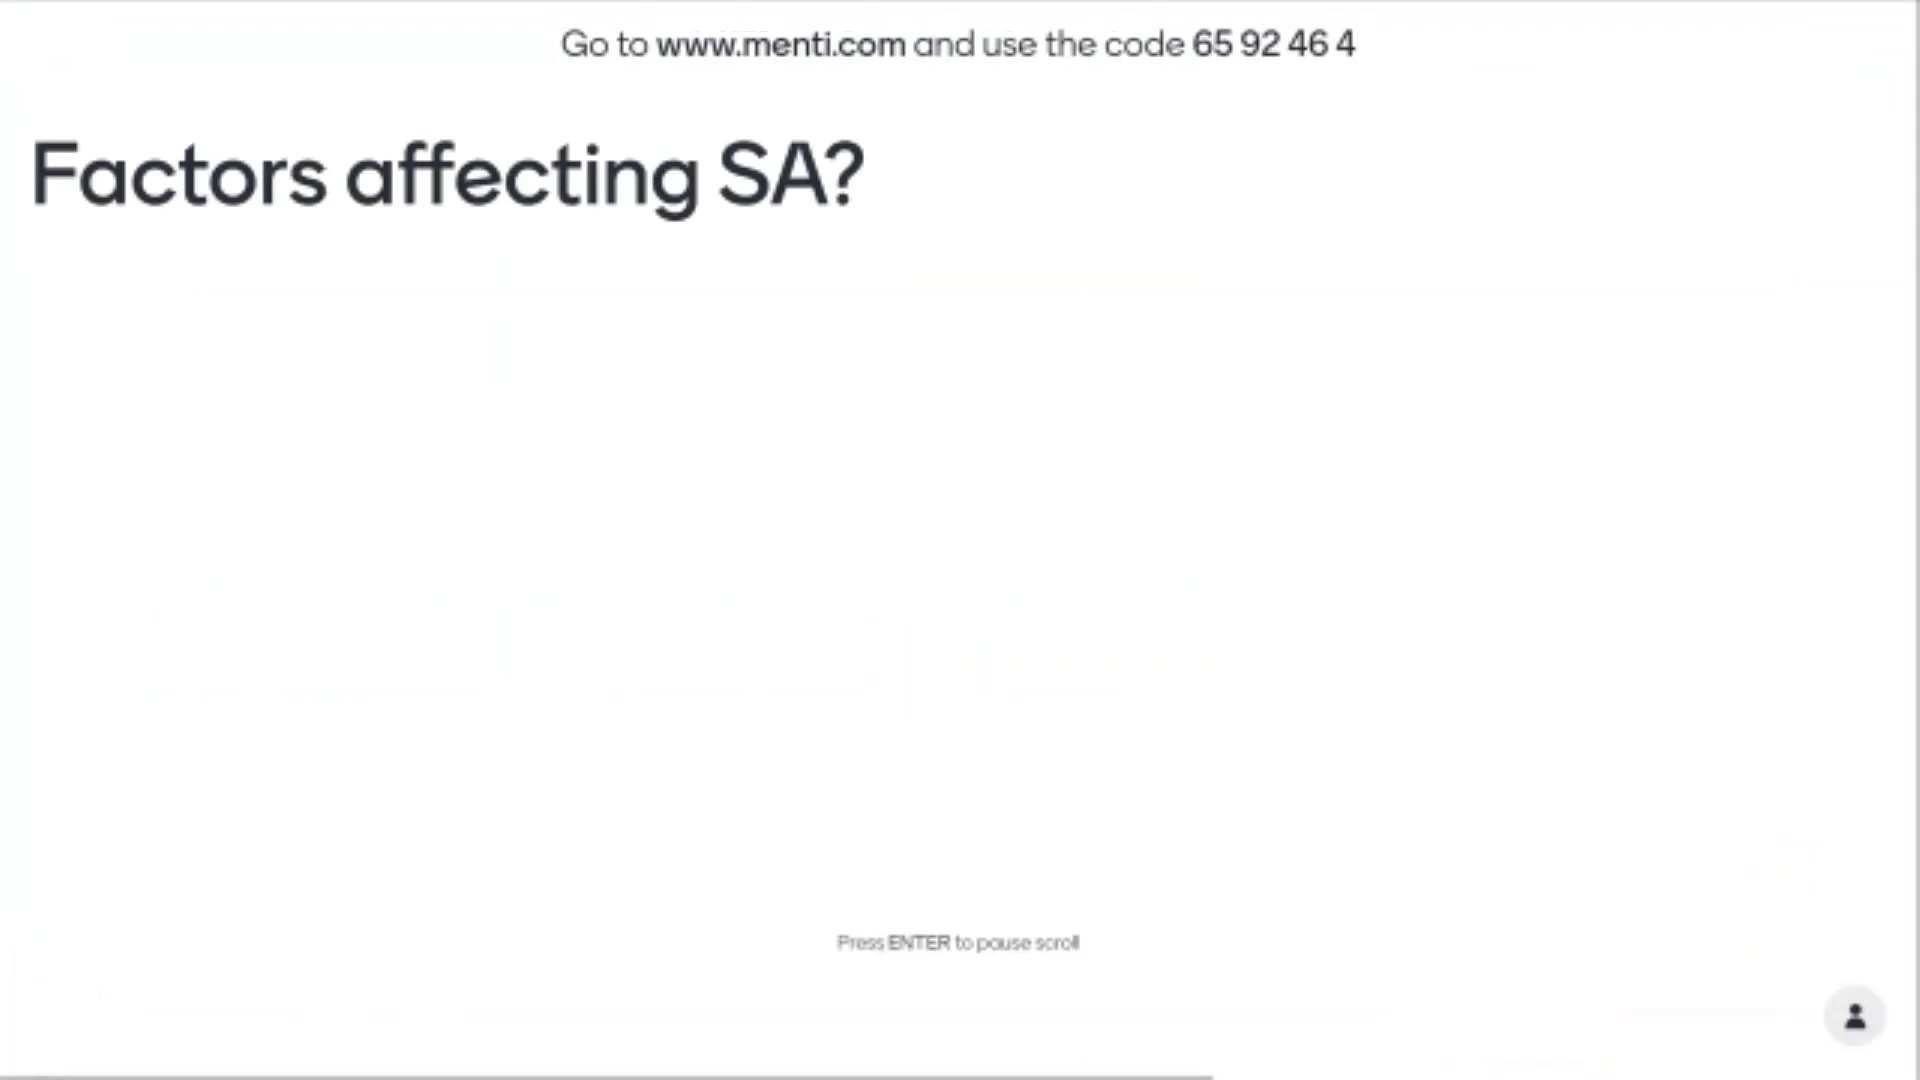 Go to www.menti.com and use the code 65 92 46 4
Factors affecting SA?
Press ENTER to pause scroll